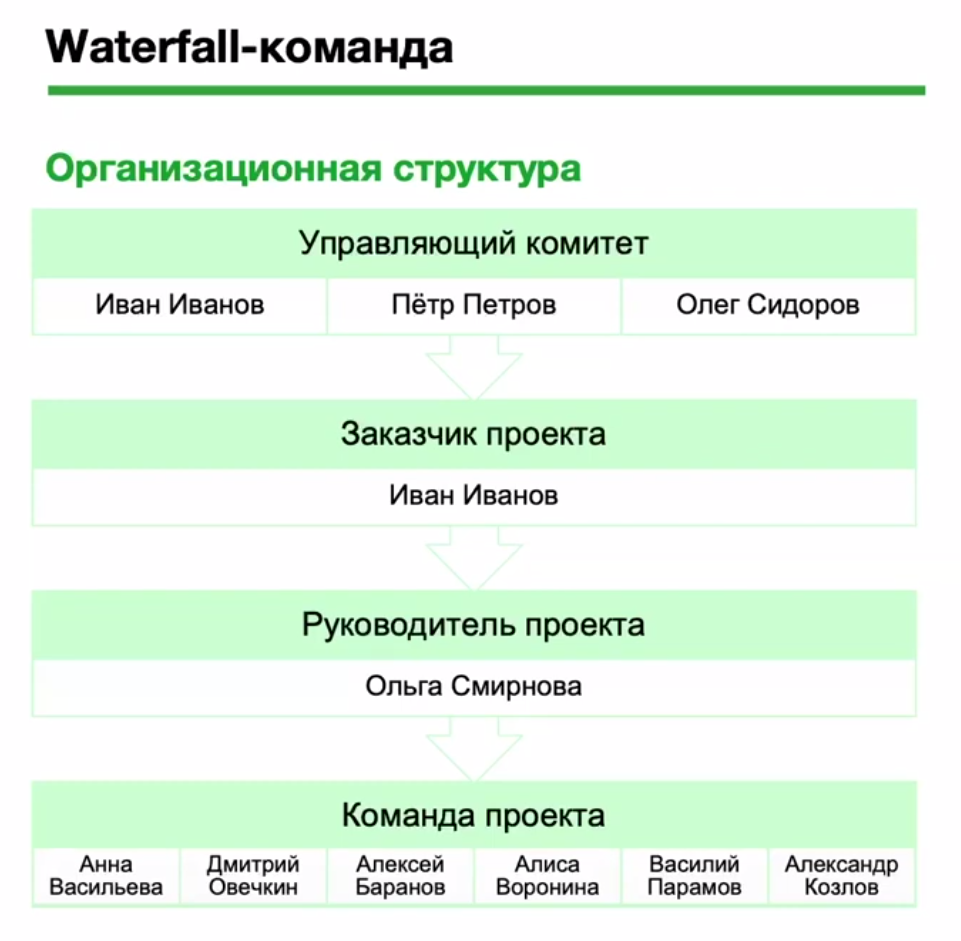 Waterfall-команда
Организационная структура
Управляющий комитет
Иван Иванов
Пётр Петров
Олег Сидоров
Заказчик проекта
Иван Иванов
Руководитель проекта
Ольга Смирнова
Команда проекта
Анна
Васильева
Дмитрий
Овечкин
Алексей
Баранов
Алиса
Воронина
Василий
Парамов
Александр
Козлов